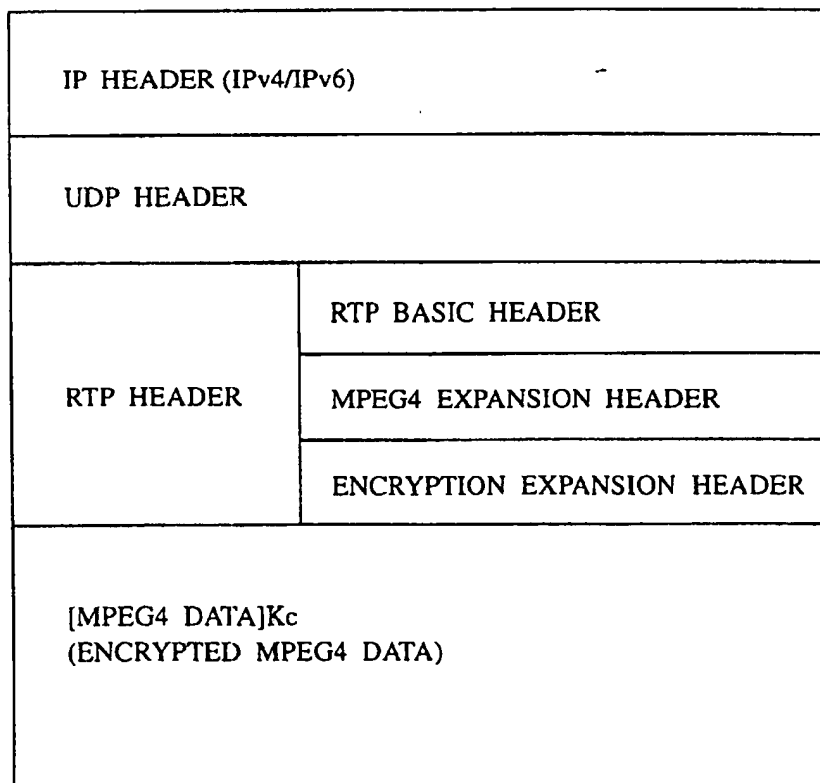 IP HEADER (IPv4/IPv6)
UDP HEADER
RTP HEADER
RTP BASIC HEADER
MPEG4 EXPANSION HEADER
ENCRYPTION EXPANSION HEADER
[MPEG4 DATA]Kc
(ENCRYPTED MPEG4 DATA)